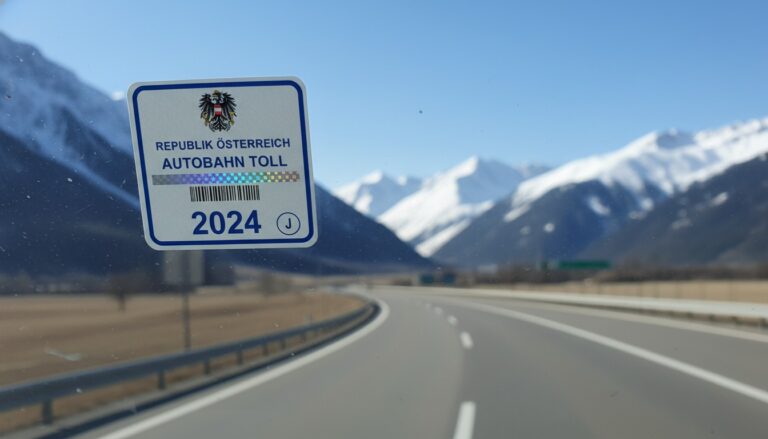 REPUBLIK ÖSTERREICH
AUTOBAHN TOLL
2024
J